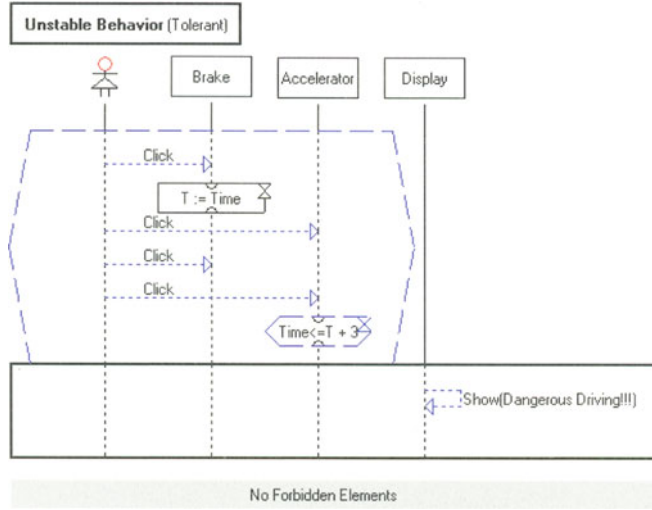 Unstable Behavior (Tolerant)
Brake
Accelerator
Display
Click
T := Time
Click
Click
Click
Time<=T + 3
Show(Dangerous Driving!!!)
No Forbidden Elements